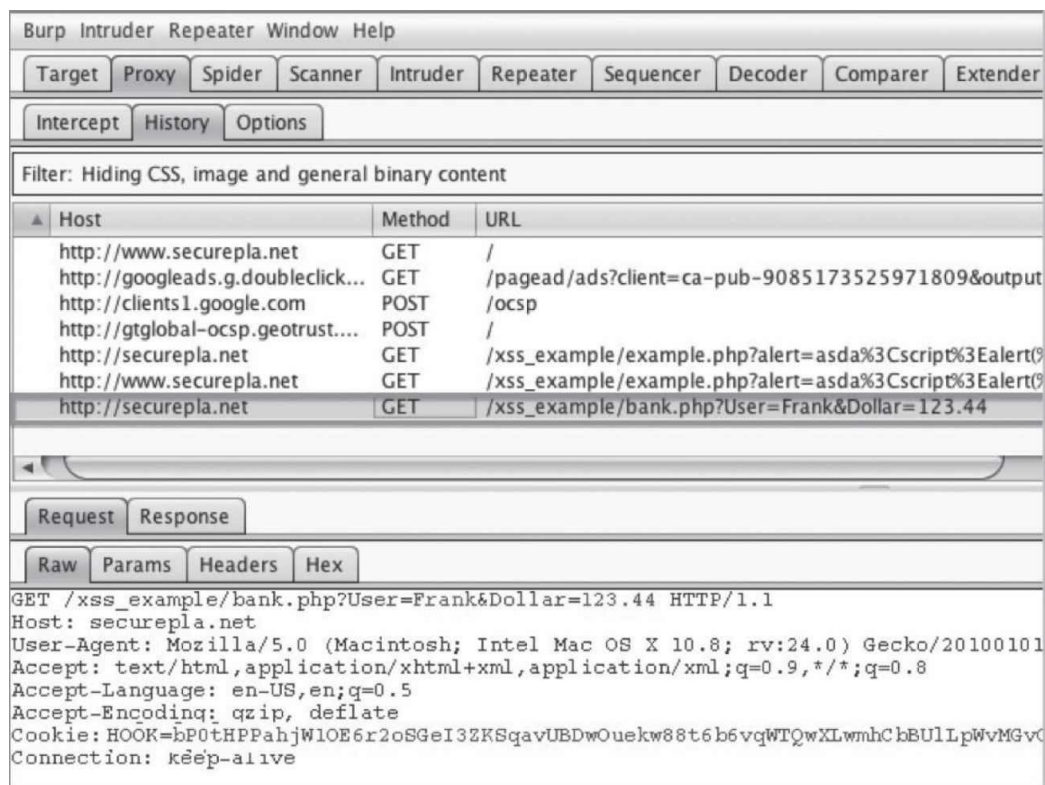 Burp Intruder Repeater Window Help
Target Proxy Spider Scanner Intruder Repeater Sequencer Decoder Comparer Extender
Intercept History Options
Filter: Hiding CSS, image and general binary content
Host Method URL
http://www.securepla.net GET /
http://googleads.g.doubleclick... GET /pagead/ads?client=ca-pub-9085173525971809&output
http://clients1.google.com POST /ocsp
http://gtglobal-ocsp.geotrust.... POST /
http://securepla.net GET /xss_example/example.php?alert=asda%3Cscript%3Ealert(%
http://www.securepla.net GET /xss_example/example.php?alert=asda%3Cscript%3Ealert(%
http://securepla.net GET /xss_example/bank.php?User=Frank&Dollar=123.44
Request Response
Raw Params Headers Hex
GET /xss_example/bank.php?User=Frank&Dollar=123.44 HTTP/1.1
Host: securepla.net
User-Agent: Mozilla/5.0 (Macintosh; Intel Mac OS X 10.8; rv:24.0) Gecko/20100101
Accept: text/html,application/xhtml+xml,application/xml;q=0.9,*/*;q=0.8
Accept-Language: en-US,en;q=0.5
Accept-Encoding: gzip, deflate
Cookie: HOOK=bP0tHPPahjW1OE6r2oSGeI3ZKSqavUBDwOuekw88t6b6vqWTQwXLwmhCbBUlLpWvMGv
Connection: keep-alive